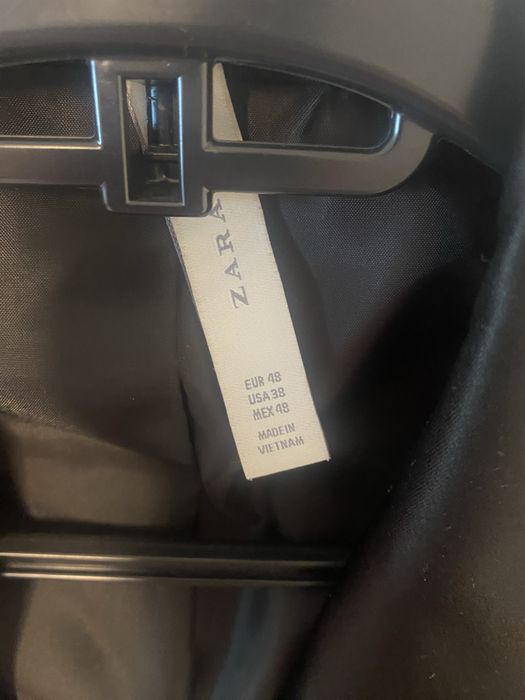 ZARA
EUR 48
USA 38
MEX 48
MADE IN
VIETNAM